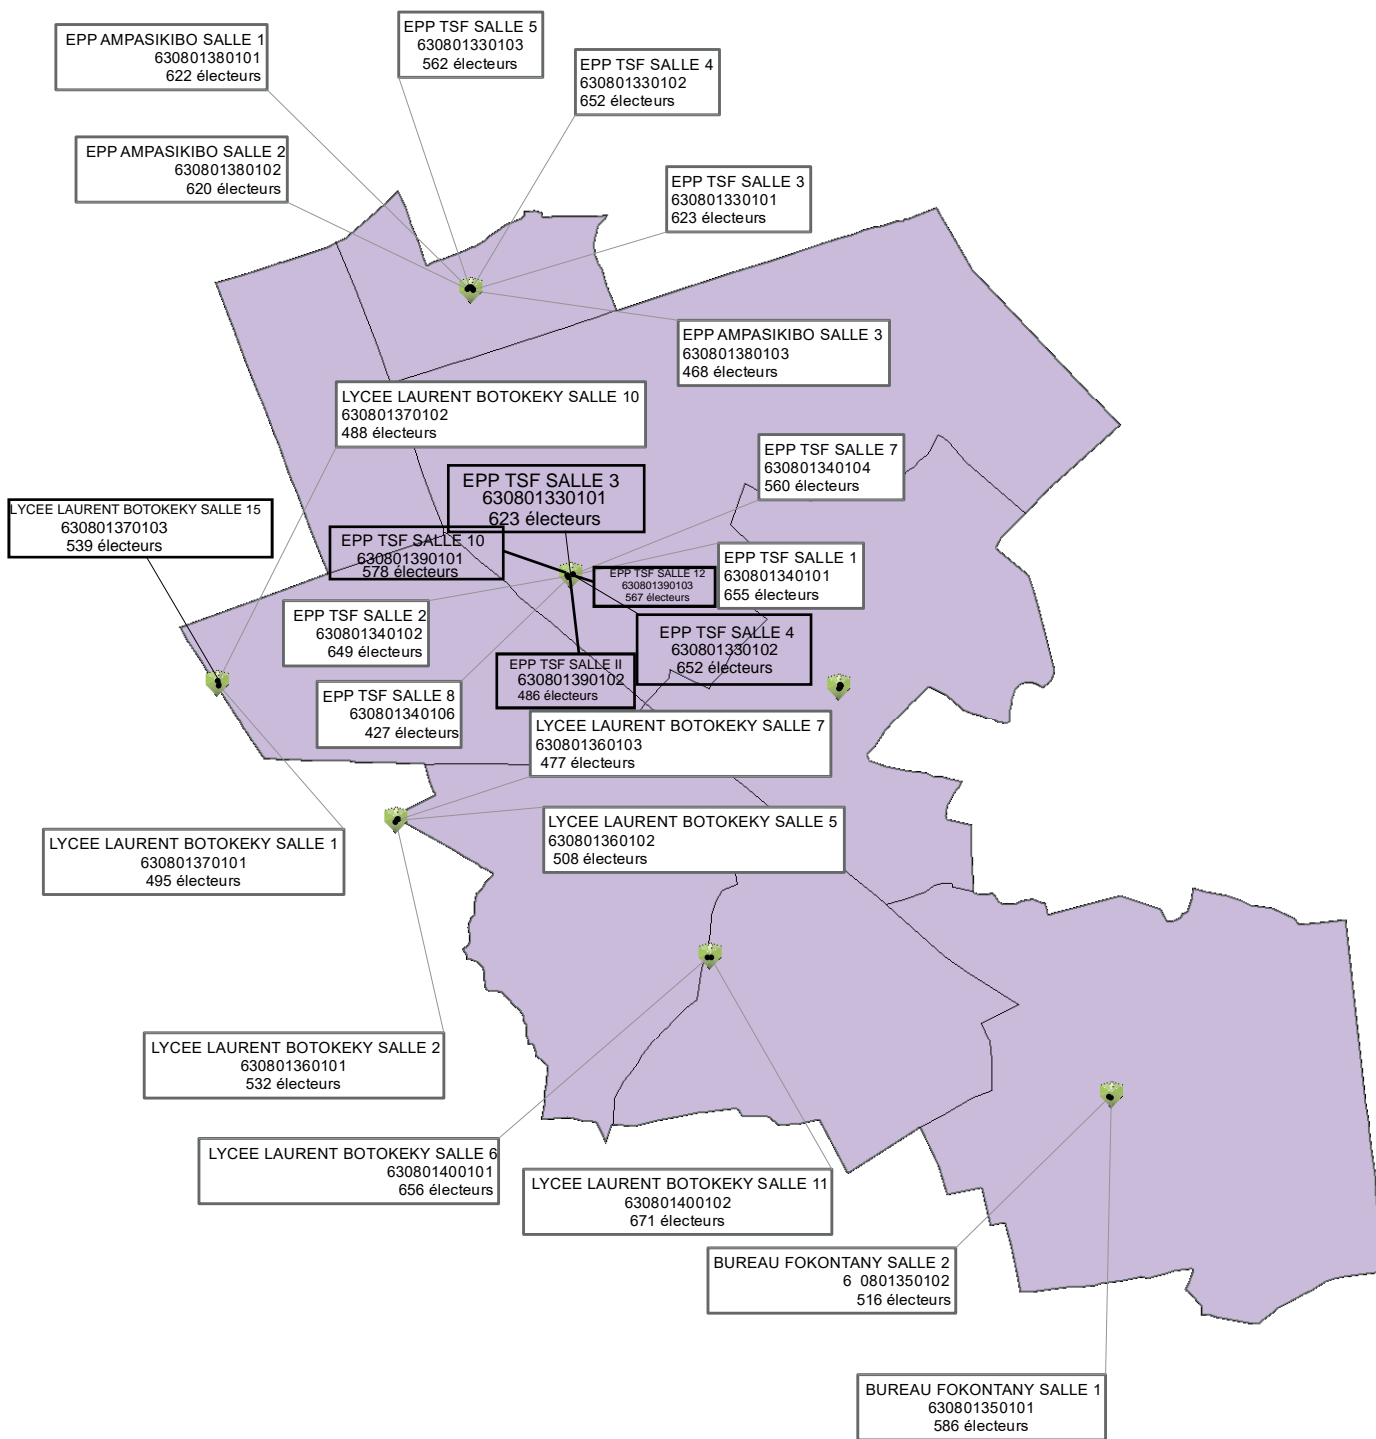 EPP AMPASIKIBO SALLE 1
630801380101
622 électeurs
EPP TSF SALLE 5
630801330103
562 électeurs
EPP TSF SALLE 4
630801330102
652 électeurs
EPP AMPASIKIBO SALLE 2
630801380102
620 électeurs
EPP TSF SALLE 3
630801330101
623 électeurs
EPP AMPASIKIBO SALLE 3
630801380103
468 électeurs
LYCEE LAURENT BOTOKEKY SALLE 10
630801370102
488 électeurs
EPP TSF SALLE 7
630801340104
560 électeurs
EPP TSF SALLE 3
630801330101
623 électeurs
LYCEE LAURENT BOTOKEKY SALLE 15
630801370103
539 électeurs
EPP TSF SALLE 10
630801390101
578 électeurs
EPP TSF SALLE 1
630801340101
655 électeurs
EPP TSF SALLE 12
630801390103
567 électeurs
EPP TSF SALLE 2
630801340102
649 électeurs
EPP TSF SALLE 4
630801330102
652 électeurs
EPP TSF SALLE II
630801390102
486 électeurs
EPP TSF SALLE 8
630801340106
427 électeurs
LYCEE LAURENT BOTOKEKY SALLE 7
630801360103
477 électeurs
LYCEE LAURENT BOTOKEKY SALLE 5
630801360102
508 électeurs
LYCEE LAURENT BOTOKEKY SALLE 1
630801370101
495 électeurs
LYCEE LAURENT BOTOKEKY SALLE 2
630801360101
532 électeurs
LYCEE LAURENT BOTOKEKY SALLE 6
630801400101
656 électeurs
LYCEE LAURENT BOTOKEKY SALLE 11
630801400102
671 électeurs
BUREAU FOKONTANY SALLE 2
6 0801350102
516 électeurs
BUREAU FOKONTANY SALLE 1
630801350101
586 électeurs